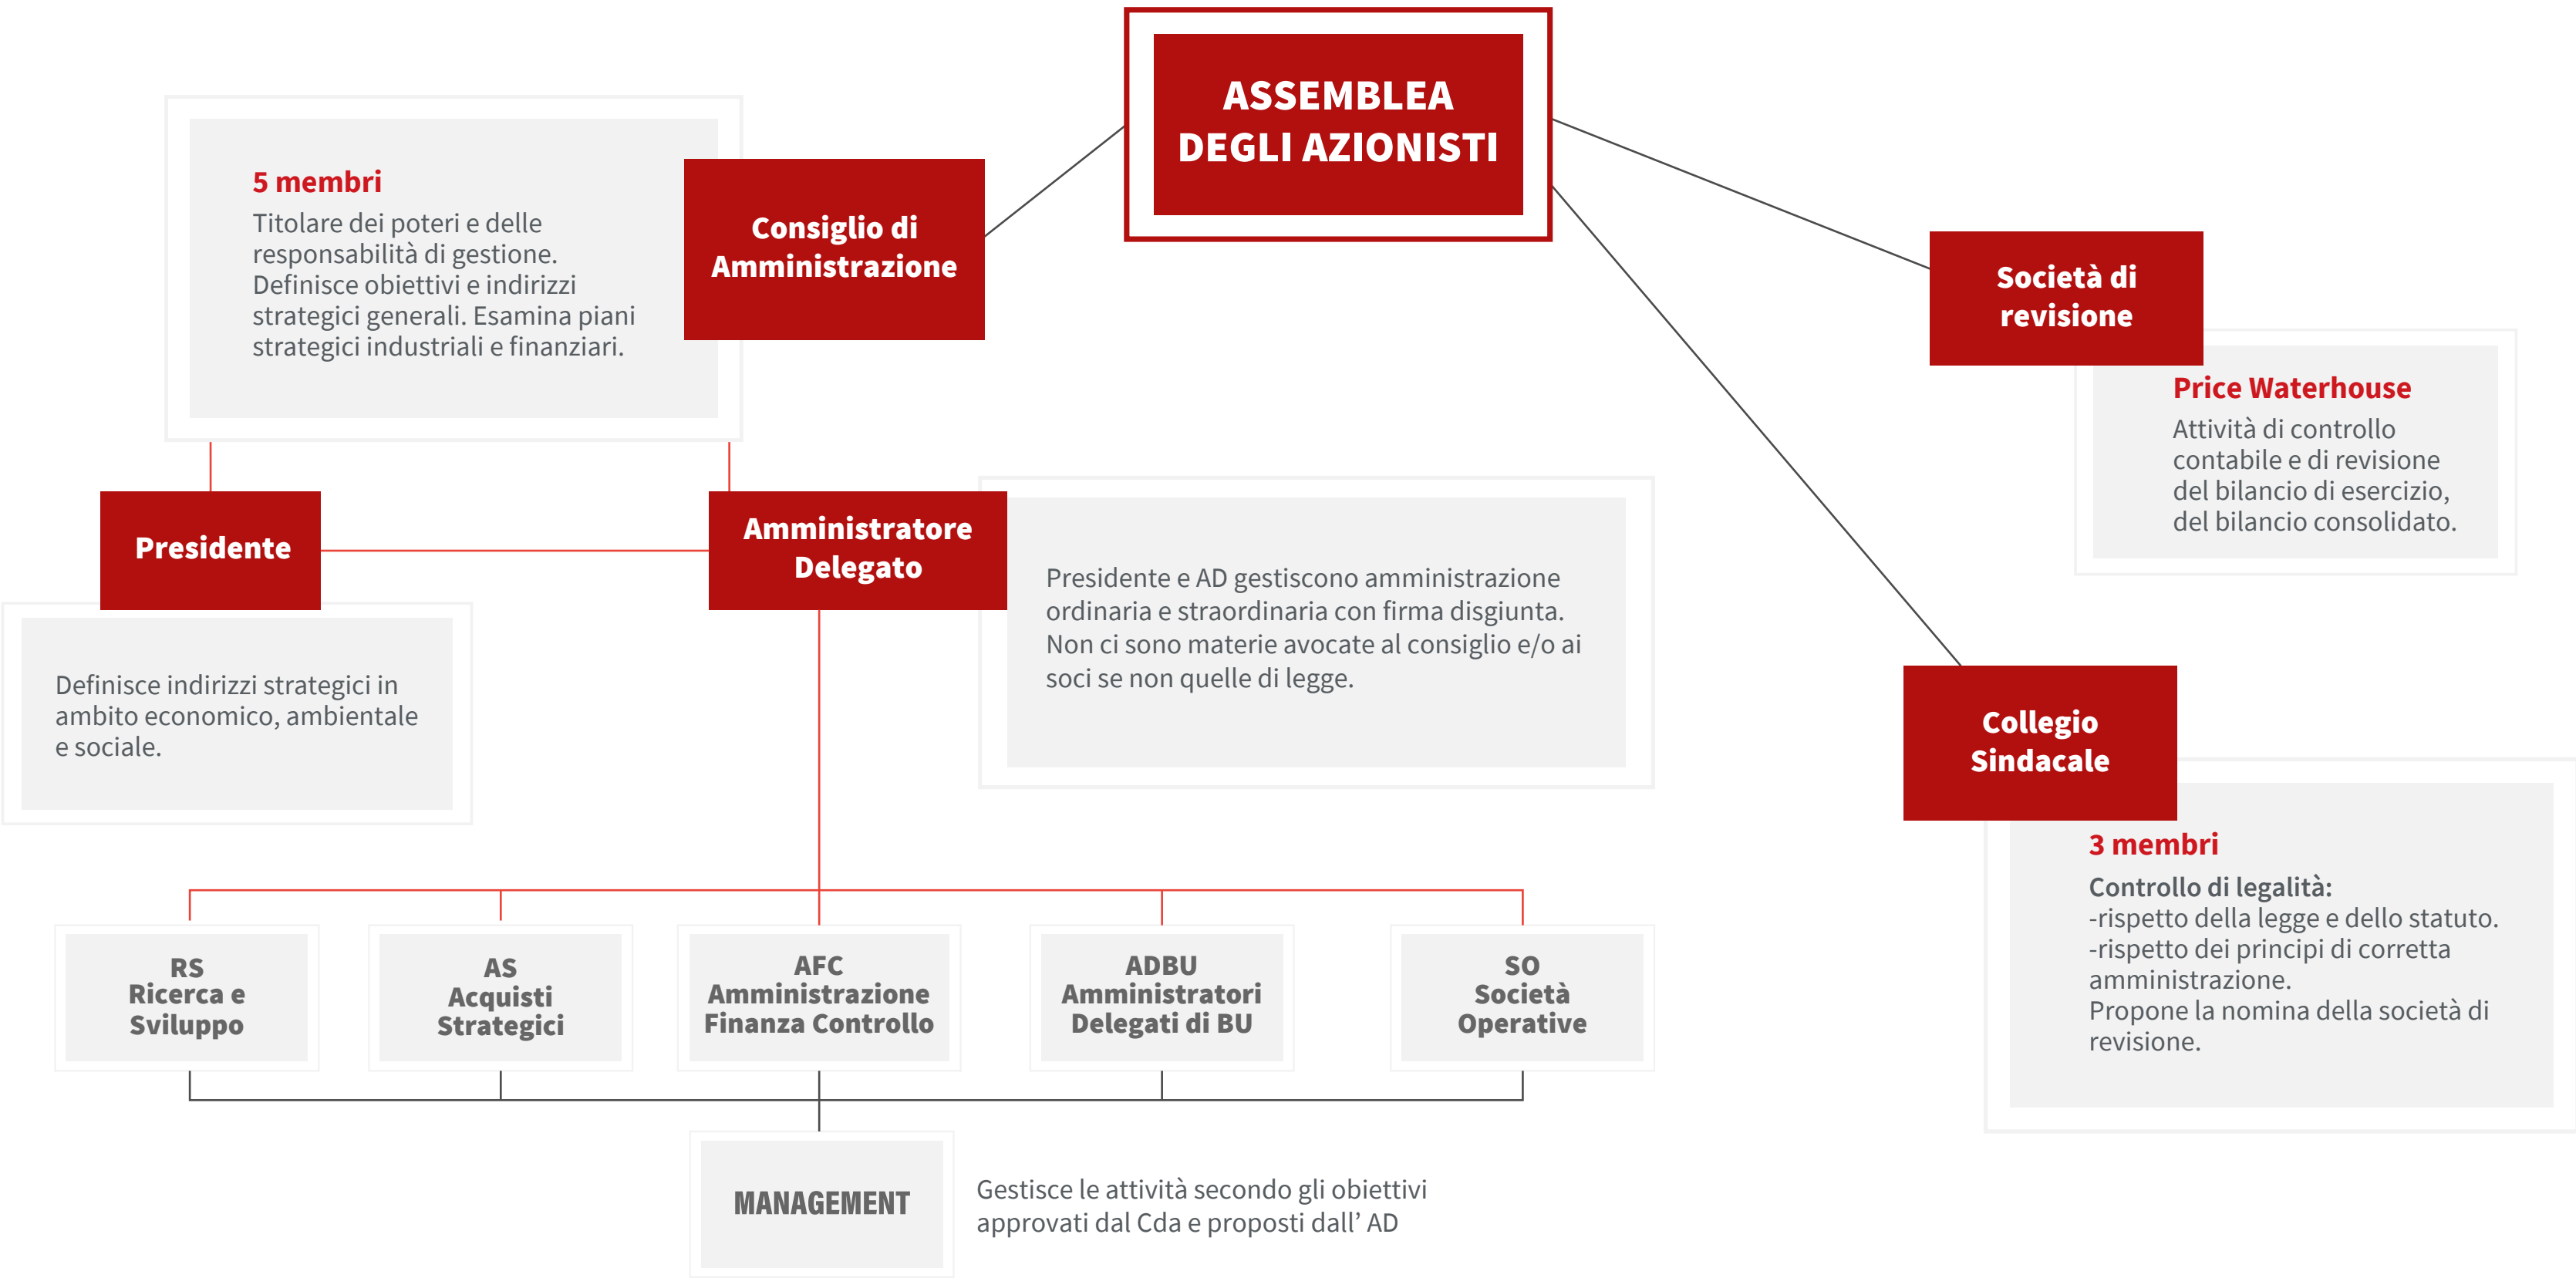 ASSEMBLEA
DEGLI AZIONISTI
Consiglio di
Amministrazione
5 membri
Titolare dei poteri e delle
responsabilità di gestione.
Definisce obiettivi e indirizzi
strategici generali. Esamina piani
strategici industriali e finanziari.
Società di
revisione
Price Waterhouse
Attività di controllo
contabile e di revisione
del bilancio di esercizio,
del bilancio consolidato.
Presidente
Definisce indirizzi strategici in
ambito economico, ambientale
e sociale.
Amministratore
Delegato
Presidente e AD gestiscono amministrazione
ordinaria e straordinaria con firma disgiunta.
Non ci sono materie avocate al consiglio e/o ai
soci se non quelle di legge.
Collegio
Sindacale
3 membri
Controllo di legalità:
-rispetto della legge e dello statuto.
-rispetto dei principi di corretta
amministrazione.
Propone la nomina della società di
revisione.
RS
Ricerca e
Sviluppo
AS
Acquisti
Strategici
AFC
Amministrazione
Finanza Controllo
ADBU
Amministratori
Delegati di BU
SO
Società
Operative
MANAGEMENT
Gestisce le attività secondo gli obiettivi
approvati dal Cda e proposti dall’ AD